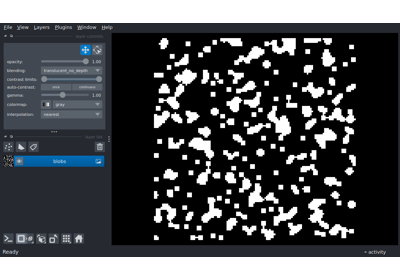 File View Layers Plugins Window Help
layer controls
opacity: 1.00
blending: translucent_no_depth
contrast limits:
auto-contrast: once continuous
gamma: 1.00
colormap: gray
interpolation: nearest
layer list
blobs
Ready
activity